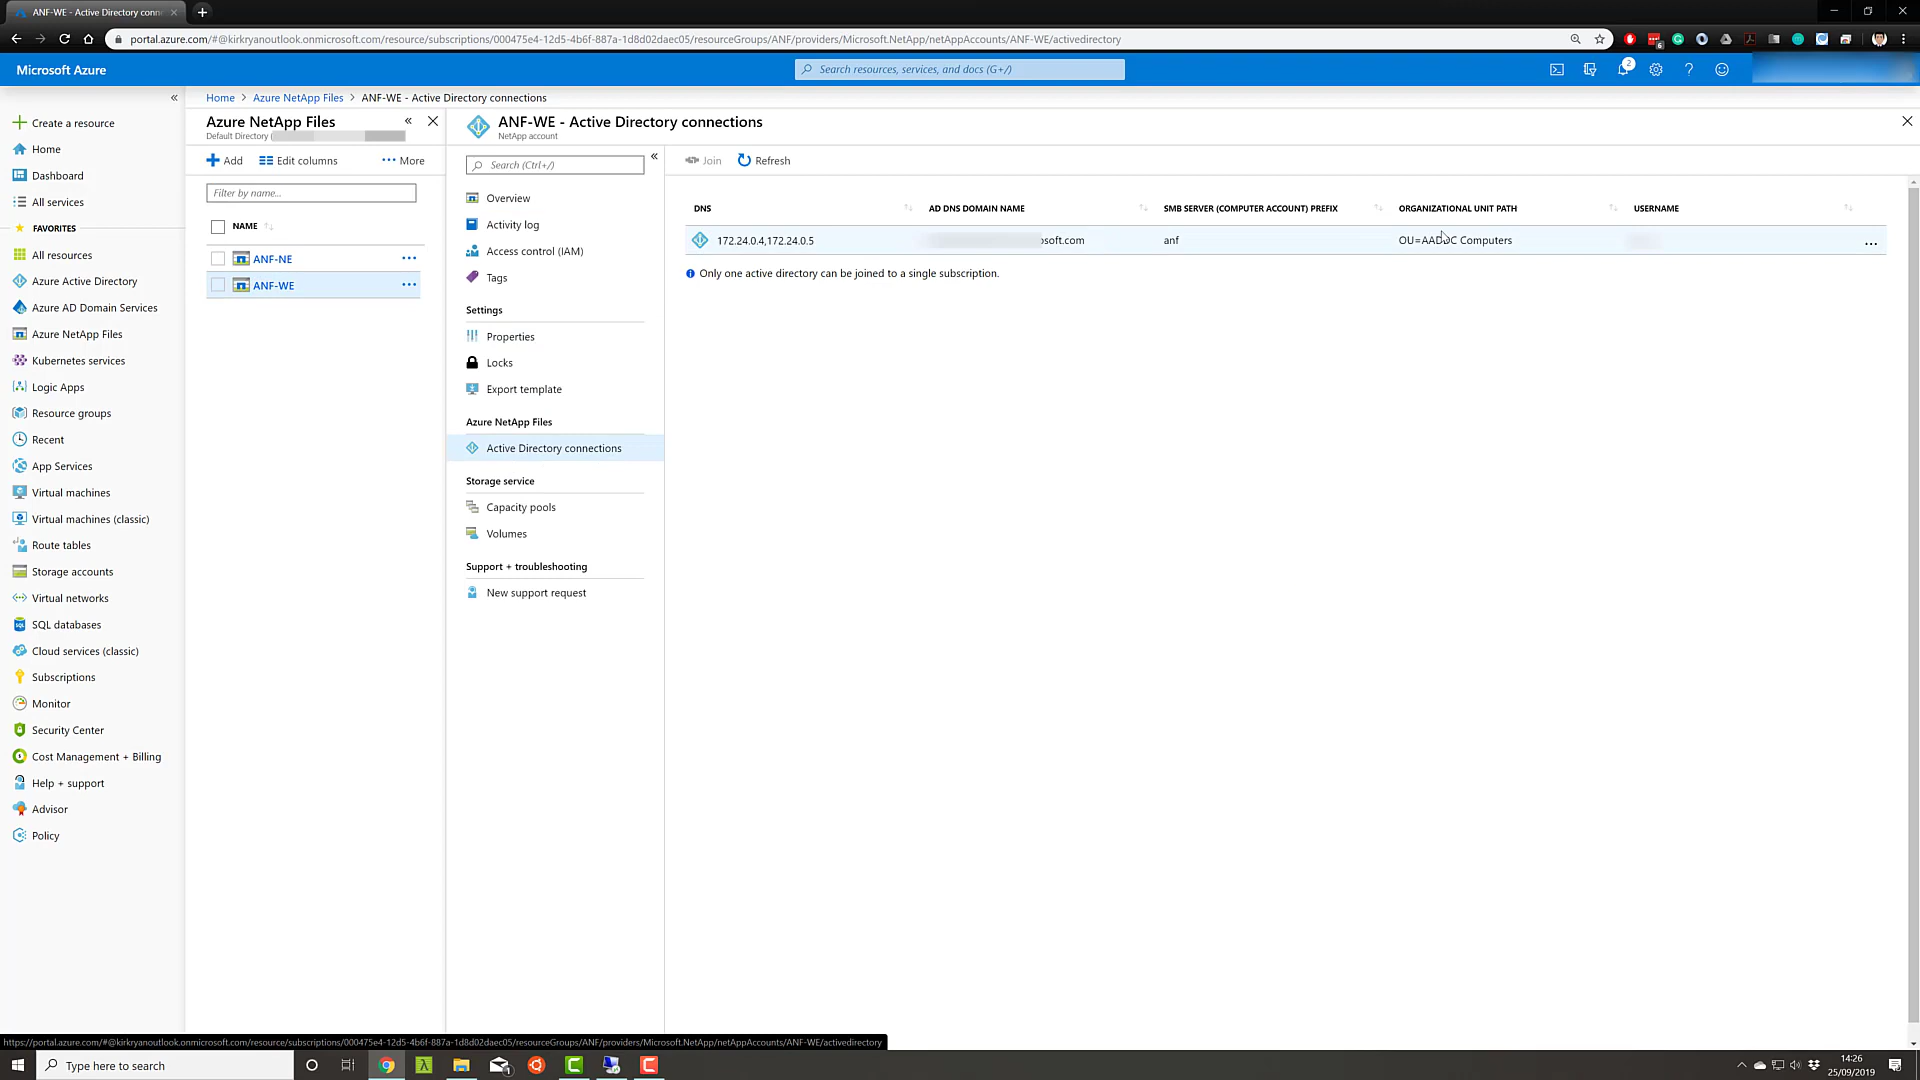 ANF-WE - Active Directory conn
portal.azure.com/#@kirkryanoutlook.onmicrosoft.com/resource/subscriptions/000475e4-12d5-4b6f-887a-1d8d02daec05/resourceGroups/ANF/providers/Microsoft.NetApp/netAppAccounts/ANF-WE/activedirectory
6
Microsoft Azure
Search resources, services, and docs (G+/)
2
Home > Azure NetApp Files > ANF-WE - Active Directory connections
Create a resource
Home
Dashboard
All services
FAVORITES
All resources
Azure Active Directory
Azure AD Domain Services
Azure NetApp Files
Kubernetes services
Logic Apps
Resource groups
Recent
App Services
Virtual machines
Virtual machines (classic)
Route tables
Storage accounts
Virtual networks
SQL databases
Cloud services (classic)
Subscriptions
Monitor
Security Center
Cost Management + Billing
Help + support
Advisor
Policy
Azure NetApp Files
Default Directory (
Add
Edit columns
More
Filter by name...
NAME
ANF-NE
ANF-WE
ANF-WE - Active Directory connections
NetApp account
Search (Ctrl+/)
Overview
Activity log
Access control (IAM)
Tags
Settings
Properties
Locks
Export template
Azure NetApp Files
Active Directory connections
Storage service
Capacity pools
Volumes
Support + troubleshooting
New support request
Join
Refresh
DNS AD DNS DOMAIN NAME SMB SERVER (COMPUTER ACCOUNT) PREFIX ORGANIZATIONAL UNIT PATH USERNAME
172.24.0.4,172.24.0.5 osoft.com anf OU=AADDC Computers
Only one active directory can be joined to a single subscription.
https://portal.azure.com/#@kirkryanoutlook.onmicrosoft.com/resource/subscriptions/000475e4-12d5-4b6f-887a-1d8d02daec05/resourceGroups/ANF/providers/Microsoft.NetApp/netAppAccounts/ANF-WE/activedirectory
Type here to search
1
14:26
25/09/2019